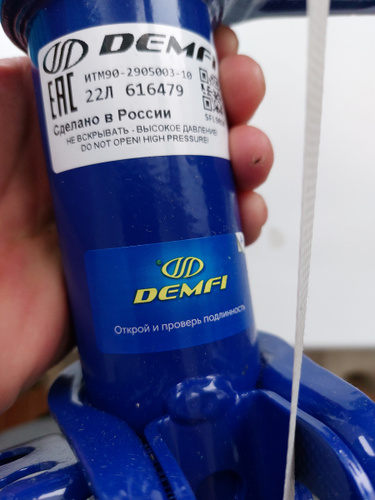 DEMFI
ИТМ90-2905003-10
EAC 22Л 616479
Сделано в России
НЕ ВСКРЫВАТЬ - ВЫСОКОЕ ДАВЛЕНИЕ!
DO NOT OPEN! HIGH PRESSURE!
DEMFI
Открой и проверь подлинность